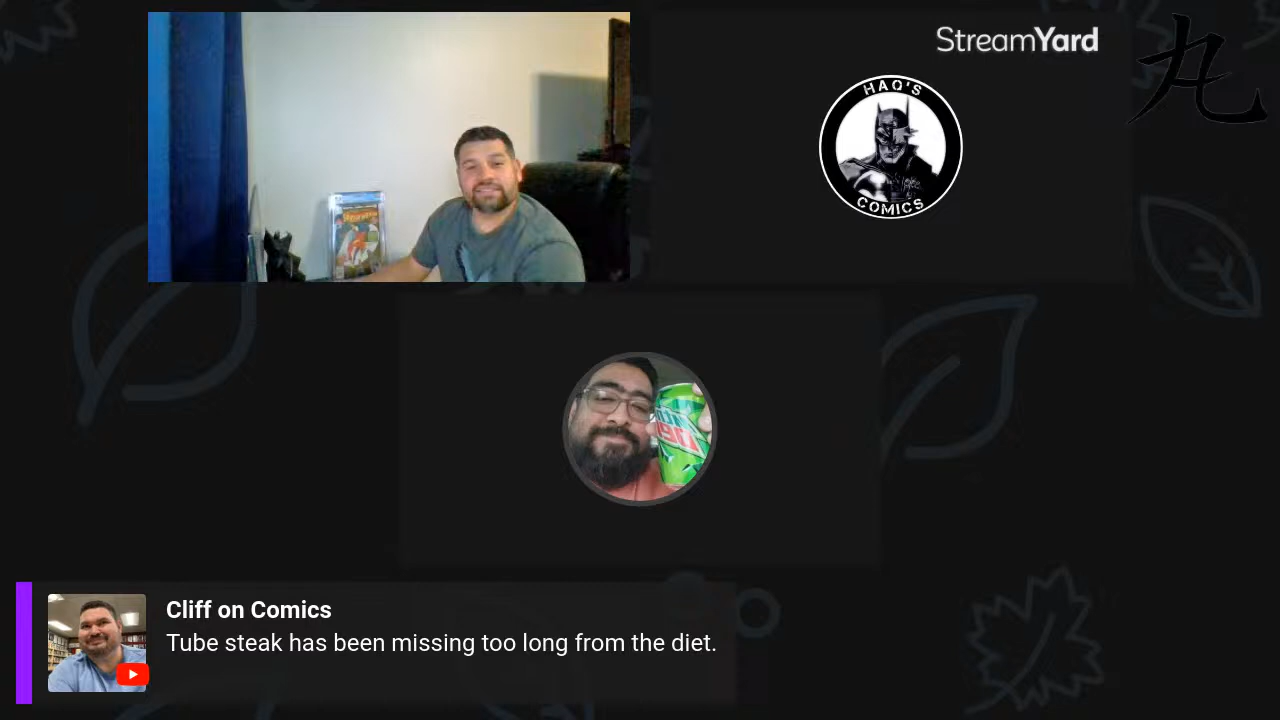 StreamYard
丸
HAQ'S
COMICS
Cliff on Comics
Tube steak has been missing too long from the diet.